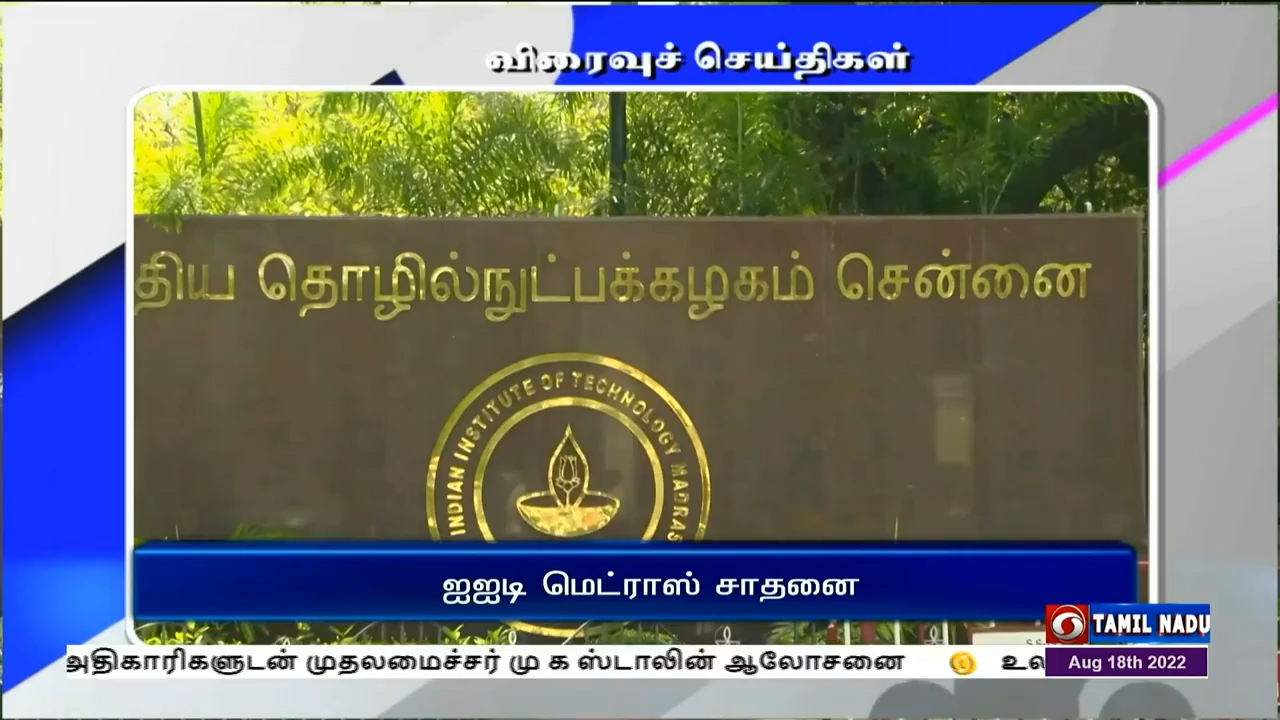 விரைவுச் செய்திகள்
திய தொழில்நுட்பக்கழகம் சென்னை
INDIAN INSTITUTE OF TECHNOLOGY MADRAS
ஐஐடி மெட்ராஸ் சாதனை
TAMIL NADU
அதிகாரிகளுடன் முதலமைச்சர் மு க ஸ்டாலின் ஆலோசனை
Aug 18th 2022